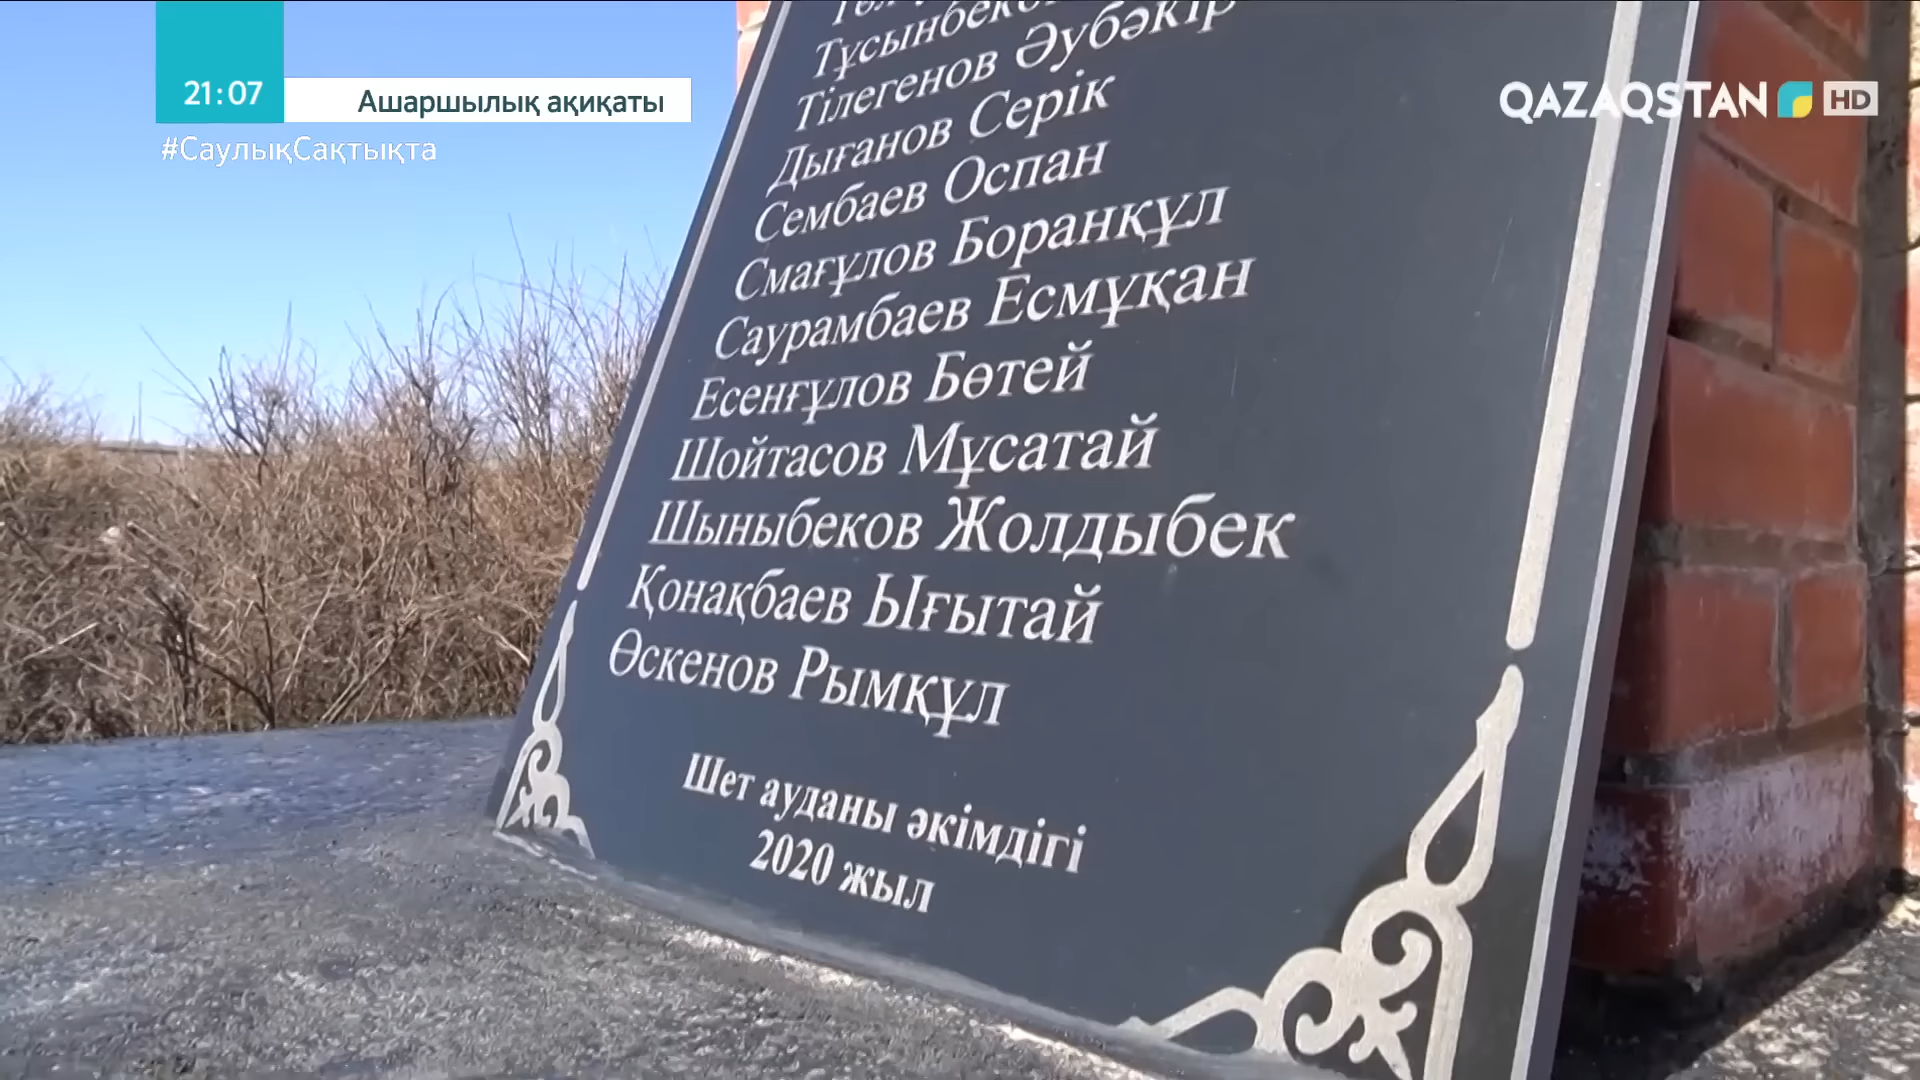 21:07
Ашаршылық ақиқаты
#СаулықСақтықта
QAZAQSTAN HD
Тілегенов Әубәкір
Дығанов Серік
Сембаев Оспан
Смағұлов Боранқұл
Саурамбаев Есмұқан
Есенғұлов Бөтей
Шойтасов Мұсатай
Шыныбеков Жолдыбек
Қонақбаев Ығытай
Өскенов Рымқұл
Шет ауданы әкімдігі
2020 жыл